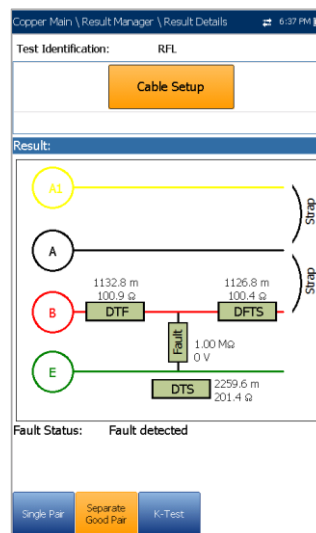 Copper Main \ Result Manager \ Result Details 6:37 PM
Test Identification: RFL
Cable Setup
Result:
A1
Strap
A
Strap
1132.8 m
100.9 Ω
1126.8 m
100.4 Ω
B
DTF
DFTS
Fault
1.00 MΩ
0 V
E
DTS
2259.6 m
201.4 Ω
Fault Status: Fault detected
Single Pair
Separate
Good Pair
K-Test